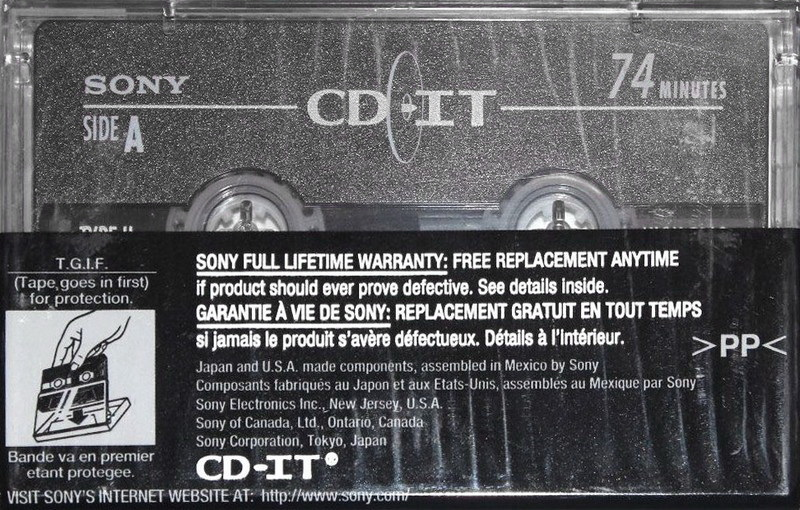 SONY
CD-IT
74 MINUTES
SIDE A
TYPE II
T.G.I.F.
(Tape goes in first)
for protection.
Bande va en premier
etant protegee.
SONY FULL LIFETIME WARRANTY: FREE REPLACEMENT ANYTIME
if product should ever prove defective. See details inside.
GARANTIE À VIE DE SONY: REPLACEMENT GRATUIT EN TOUT TEMPS
si jamais le produit s'avère défectueux. Détails à l'intérieur.
>PP<
Japan and U.S.A. made components, assembled in Mexico by Sony
Composants fabriqués au Japon et aux Etats-Unis, assemblés au Mexique par Sony
Sony Electronics Inc., New Jersey, U.S.A.
Sony of Canada, Ltd., Ontario, Canada
Sony Corporation, Tokyo, Japan
CD-IT
VISIT SONY'S INTERNET WEBSITE AT: http://www.sony.com/